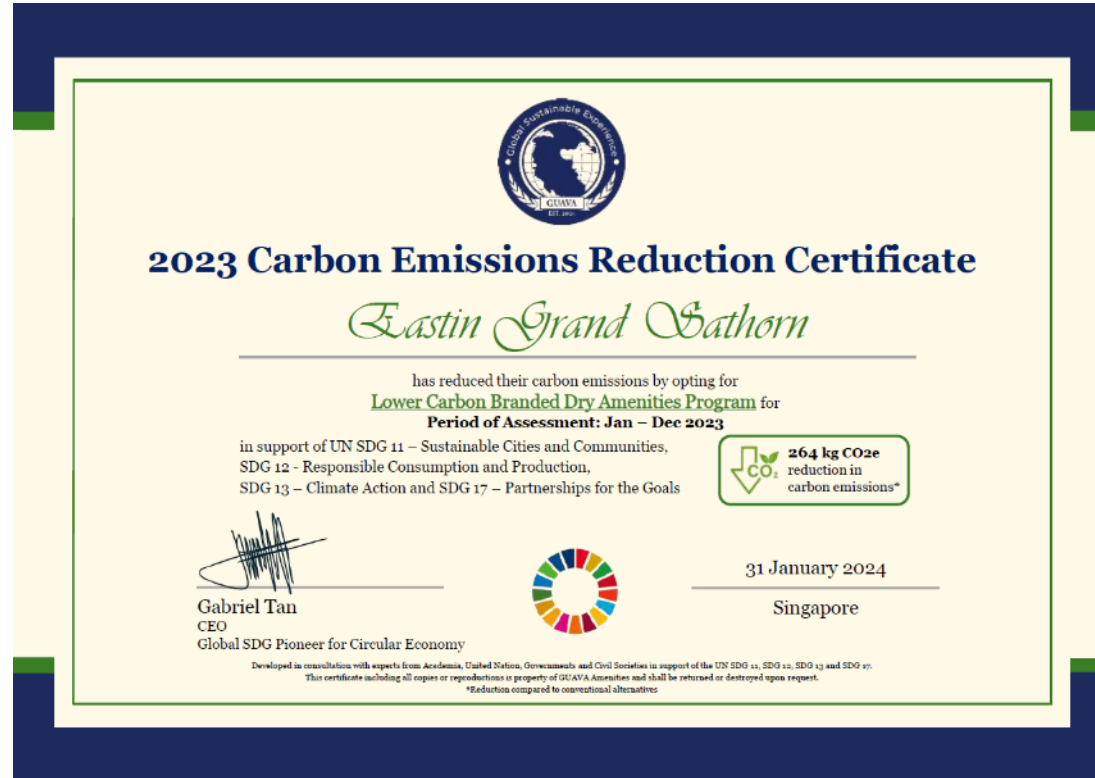 Global Sustainable Experience
GUAVA
EST. 2021
2023 Carbon Emissions Reduction Certificate
Eastin Grand Sathorn
has reduced their carbon emissions by opting for
Lower Carbon Branded Dry Amenities Program for
Period of Assessment: Jan – Dec 2023
in support of UN SDG 11 – Sustainable Cities and Communities,
SDG 12 - Responsible Consumption and Production,
SDG 13 – Climate Action and SDG 17 – Partnerships for the Goals
CO₂
264 kg CO2e
reduction in
carbon emissions*
31 January 2024
Gabriel Tan
Singapore
CEO
Global SDG Pioneer for Circular Economy
Developed in consultation with experts from Academia, United Nation, Governments and Civil Societies in support of the UN SDG 11, SDG 12, SDG 13 and SDG 17.
This certificate including all copies or reproductions is property of GUAVA Amenities and shall be returned or destroyed upon request.
*Reduction compared to conventional alternatives